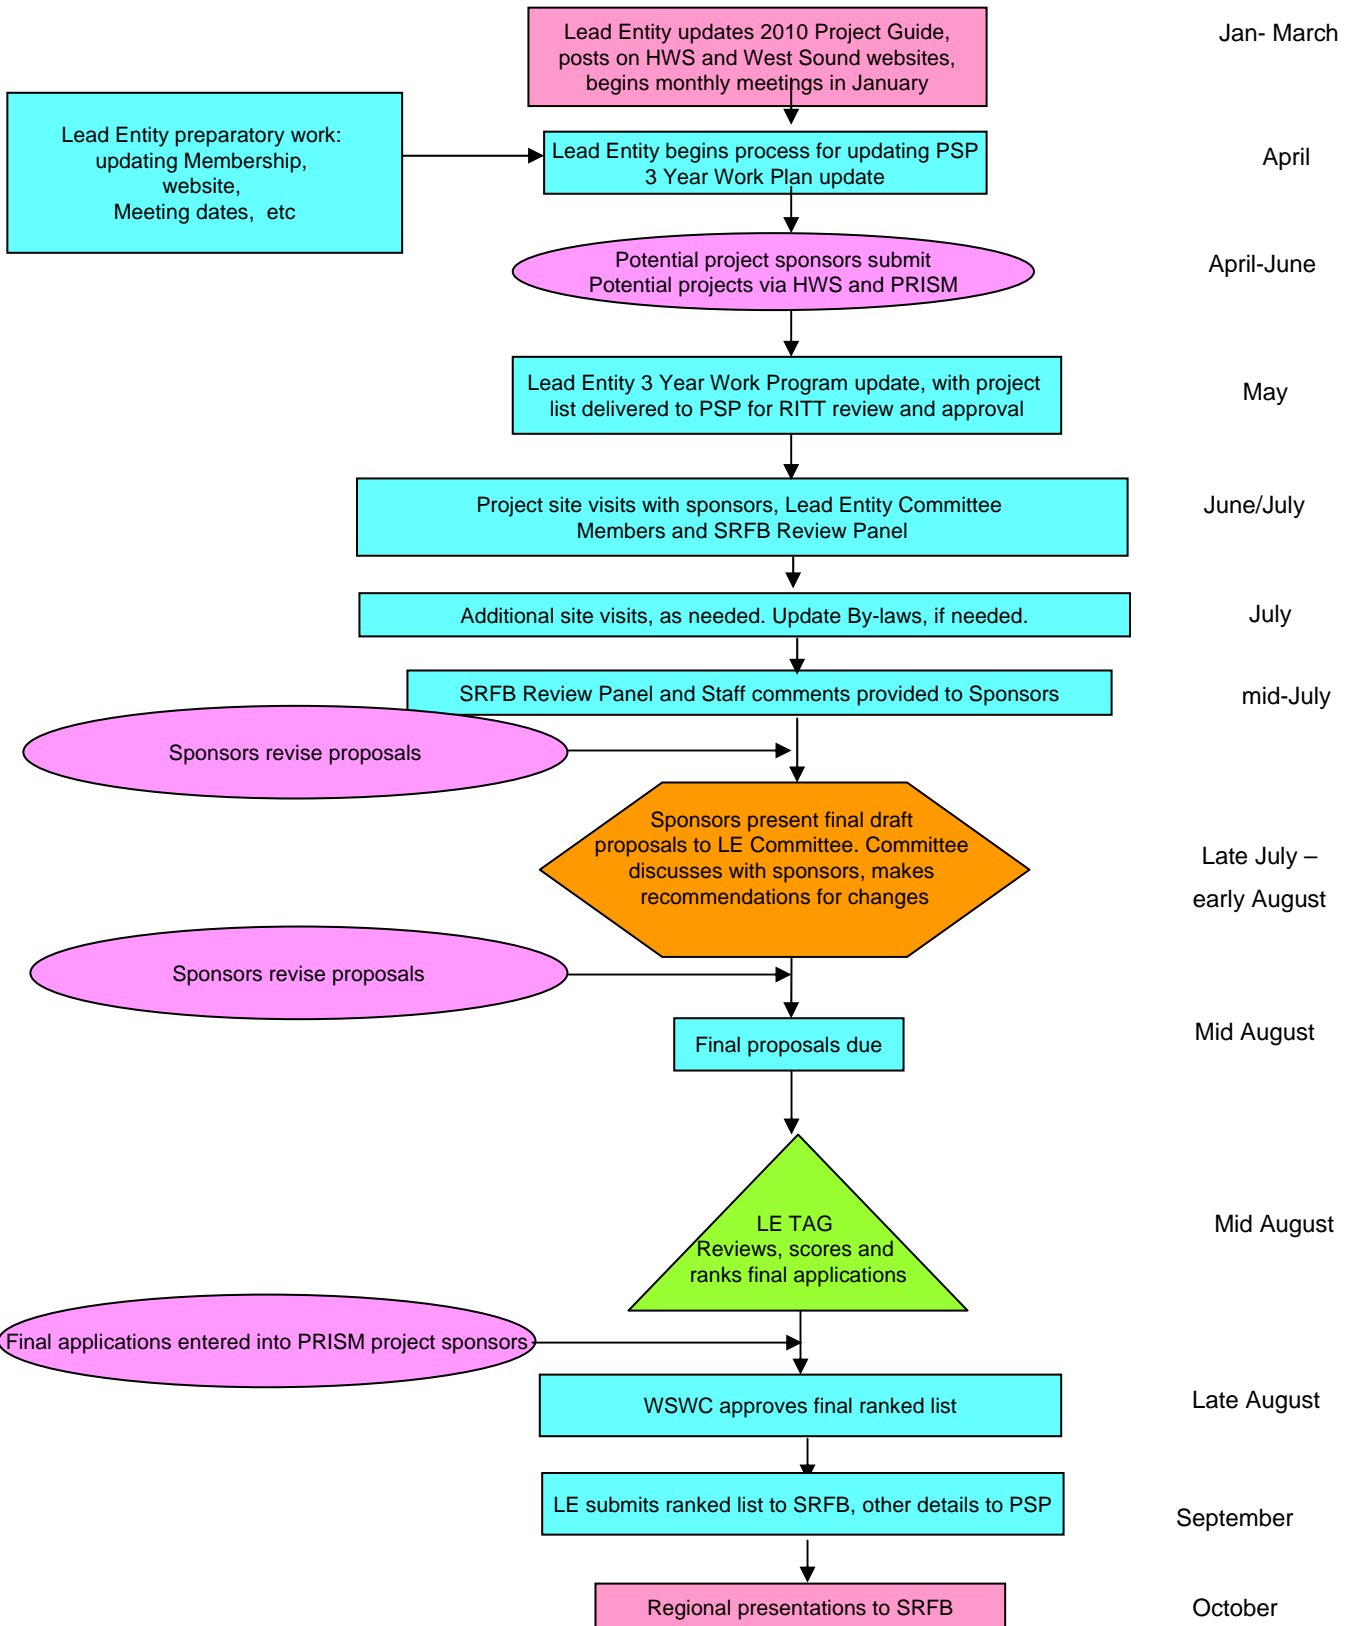 Lead Entity updates 2010 Project Guide,
posts on HWS and West Sound websites,
begins monthly meetings in January
Jan- March
Lead Entity preparatory work:
updating Membership,
website,
Meeting dates,  etc
Lead Entity begins process for updating PSP
3 Year Work Plan update
April
Potential project sponsors submit
Potential projects via HWS and PRISM
April-June
Lead Entity 3 Year Work Program update, with project
list delivered to PSP for RITT review and approval
May
Project site visits with sponsors, Lead Entity Committee
Members and SRFB Review Panel
June/July
Additional site visits, as needed. Update By-laws, if needed.
July
SRFB Review Panel and Staff comments provided to Sponsors
mid-July
Sponsors revise proposals
Sponsors present final draft
proposals to LE Committee. Committee
discusses with sponsors, makes
recommendations for changes
Late July –
early August
Sponsors revise proposals
Final proposals due
Mid August
LE TAG
Reviews, scores and
ranks final applications
Mid August
Final applications entered into PRISM project sponsors
WSWC approves final ranked list
Late August
LE submits ranked list to SRFB, other details to PSP
September
Regional presentations to SRFB
October